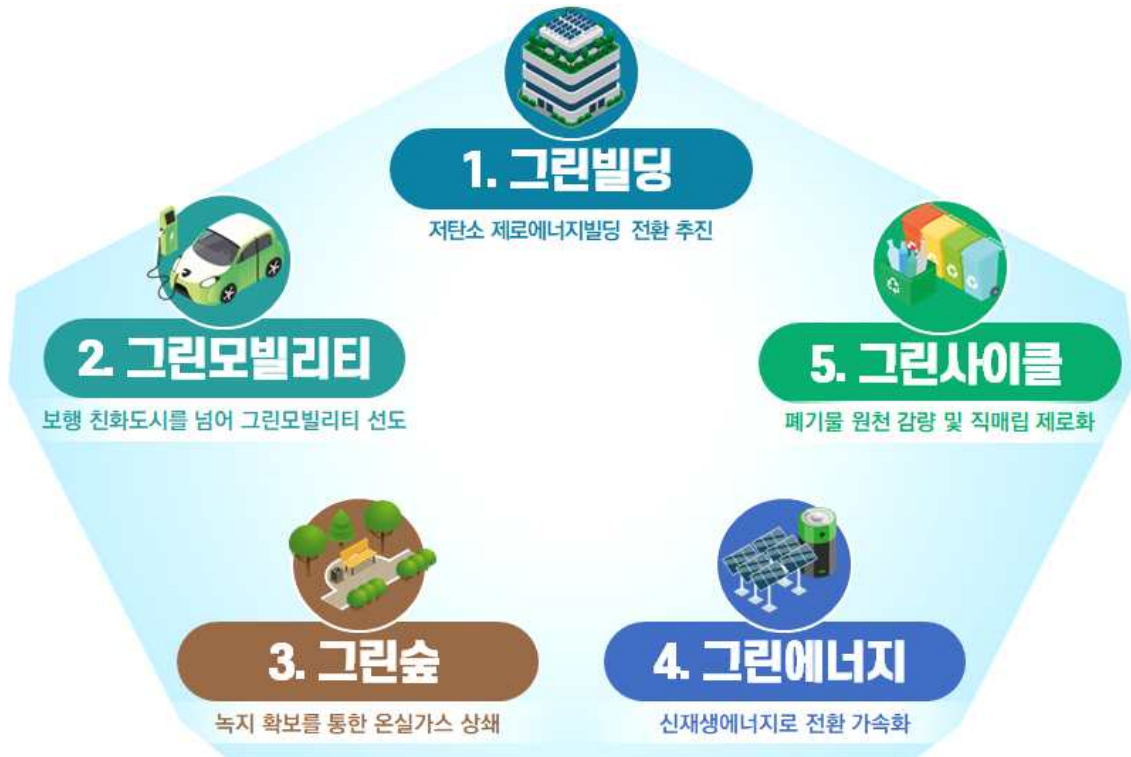 1. 그린빌딩
저탄소 제로에너지빌딩 전환 추진
2. 그린모빌리티
보행 친화도시를 넘어 그린모빌리티 선도
3. 그린숲
녹지 확보를 통한 온실가스 상쇄
4. 그린에너지
신재생에너지로 전환 가속화
5. 그린사이클
폐기물 원천 감량 및 직매립 제로화